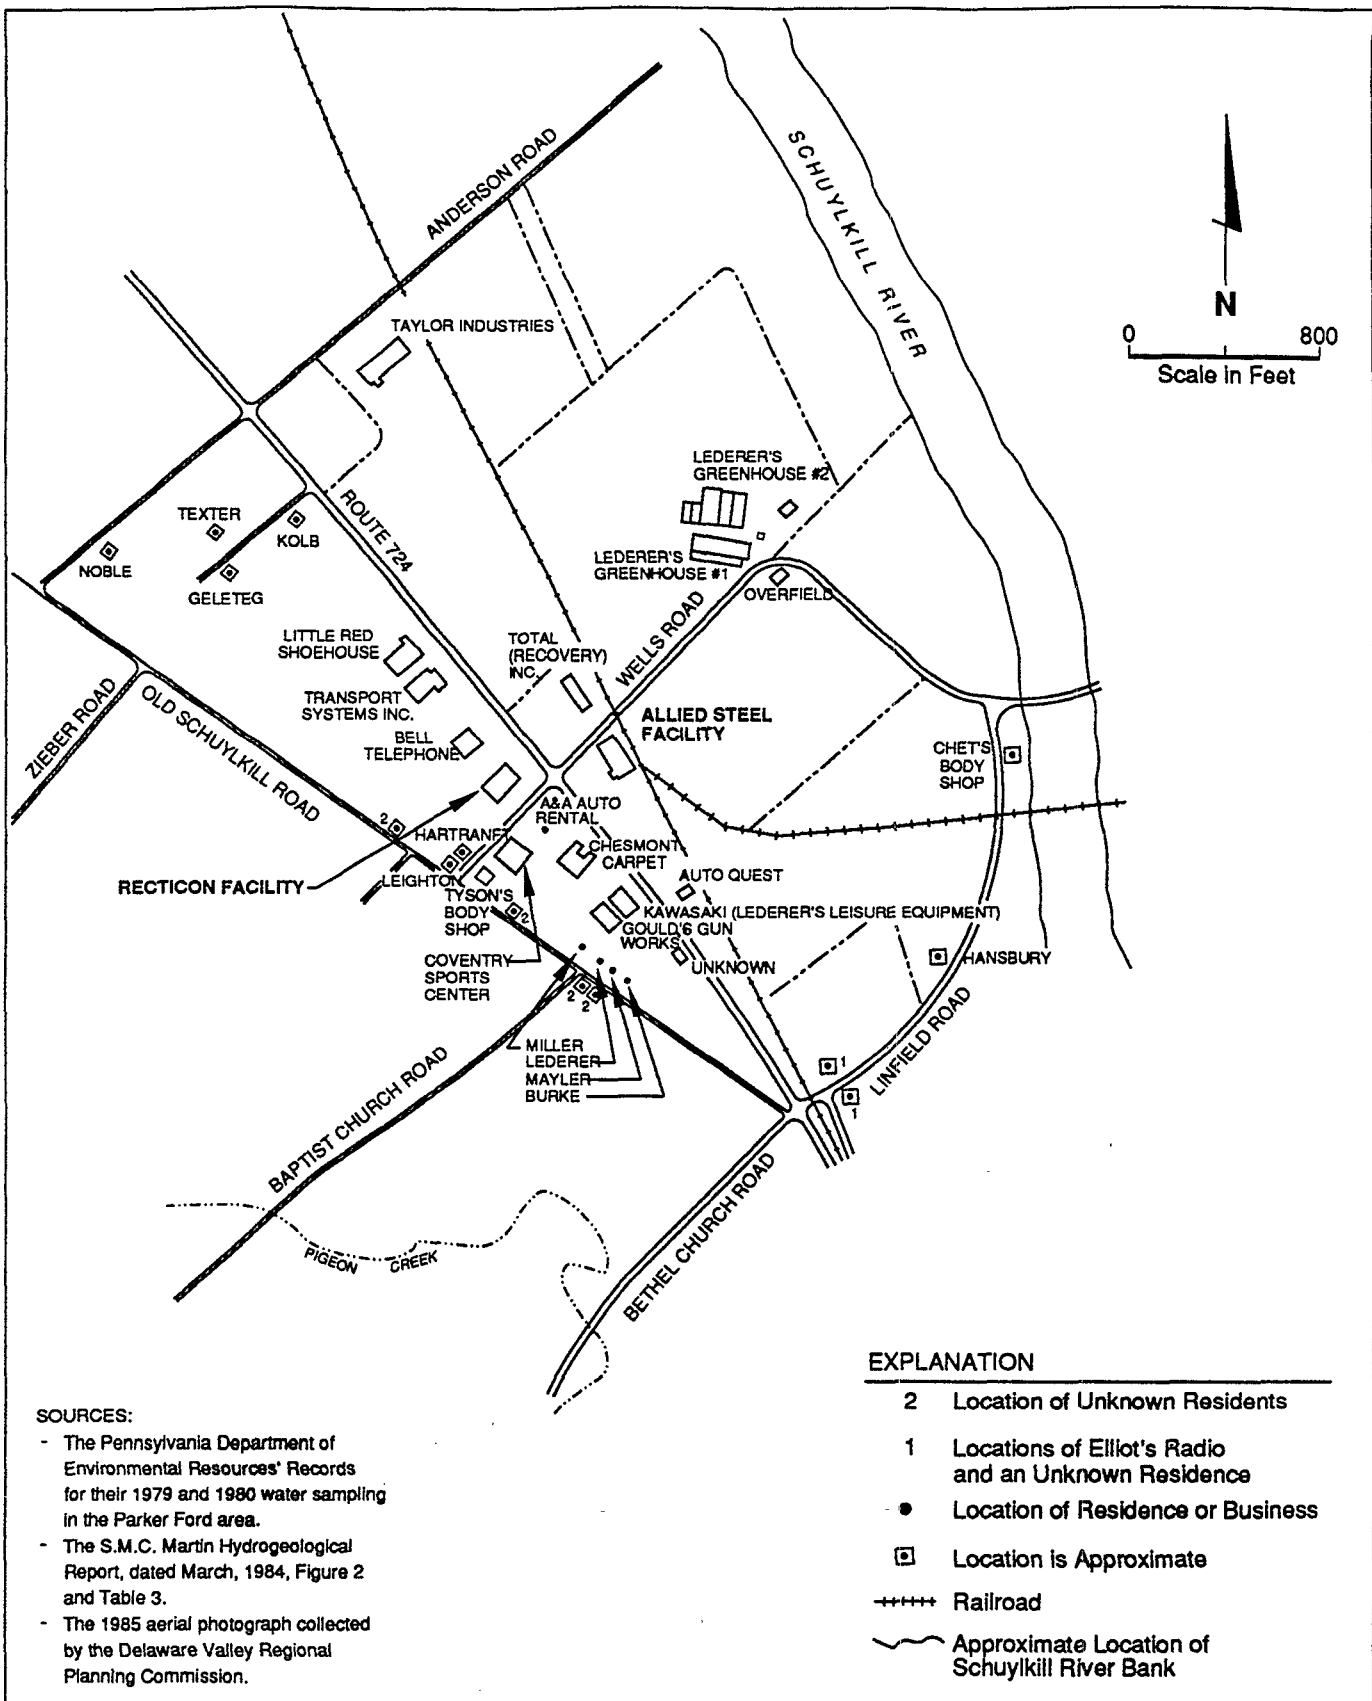 ANDERSON ROAD
SCHUYLKILL RIVER
N
0 800
Scale in Feet
TAYLOR INDUSTRIES
ROUTE 724
LEDERER'S
GREENHOUSE #2
TEXTER
KOLB
NOBLE
GELETEG
LEDERER'S
GREENHOUSE #1
OVERFIELD
WELLS ROAD
LITTLE RED
SHOEHOUSE
TOTAL
(RECOVERY)
INC.
TRANSPORT
SYSTEMS INC.
ALLIED STEEL
FACILITY
BELL
TELEPHONE
ZIEBER ROAD
OLD SCHUYLKILL ROAD
CHET'S
BODY
SHOP
A&A AUTO
RENTAL
2
HARTRANFT
CHESMONT
CARPET
RECTICON FACILITY
LEIGHTON
AUTO QUEST
TYSON'S
BODY
SHOP
2
KAWASAKI (LEDERER'S LEISURE EQUIPMENT)
GOULD'S GUN
WORKS
UNKNOWN
HANSBURY
COVENTRY
SPORTS
CENTER
2
2
MILLER
LEDERER
MAYLER
BURKE
LINFIELD ROAD
1
1
BAPTIST CHURCH ROAD
BETHEL CHURCH ROAD
PIGEON CREEK
EXPLANATION
2 Location of Unknown Residents
1 Locations of Elliot's Radio
and an Unknown Residence
Location of Residence or Business
Location is Approximate
Railroad
Approximate Location of
Schuylkill River Bank
SOURCES:
- The Pennsylvania Department of
Environmental Resources' Records
for their 1979 and 1980 water sampling
in the Parker Ford area.
- The S.M.C. Martin Hydrogeological
Report, dated March, 1984, Figure 2
and Table 3.
- The 1985 aerial photograph collected
by the Delaware Valley Regional
Planning Commission.